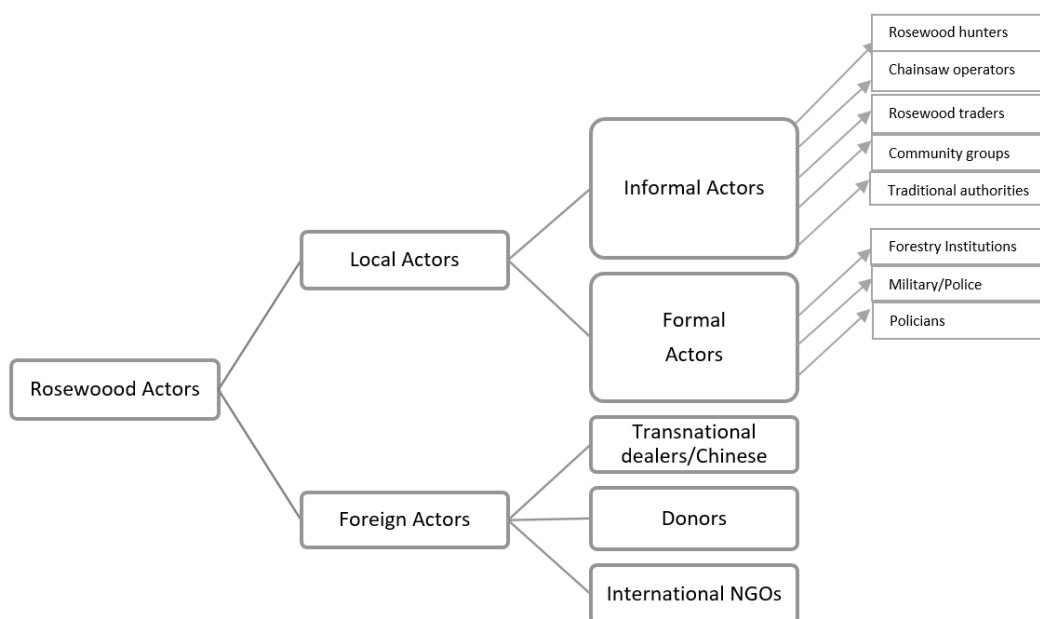 Rosewoood Actors
Local Actors
Informal Actors
Rosewood hunters
Chainsaw operators
Rosewood traders
Community groups
Traditional authorities
Formal
Actors
Forestry Institutions
Military/Police
Policians
Foreign Actors
Transnational
dealers/Chinese
Donors
International NGOs